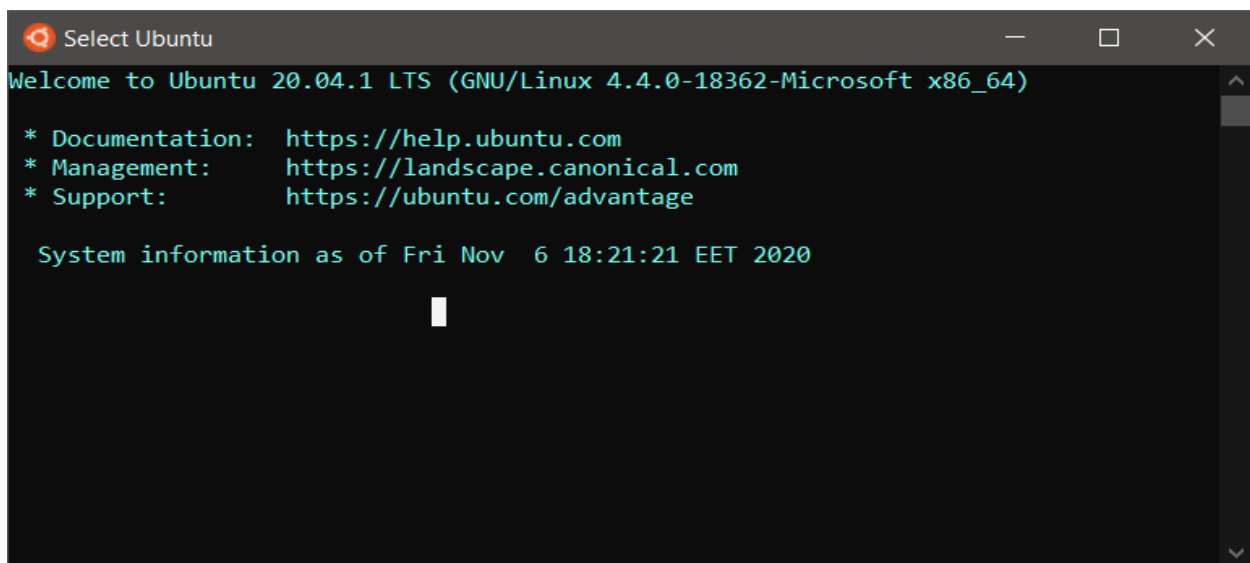 Select Ubuntu
Welcome to Ubuntu 20.04.1 LTS (GNU/Linux 4.4.0-18362-Microsoft x86_64)
* Documentation:  https://help.ubuntu.com
* Management:     https://landscape.canonical.com
* Support:        https://ubuntu.com/advantage
System information as of Fri Nov  6 18:21:21 EET 2020